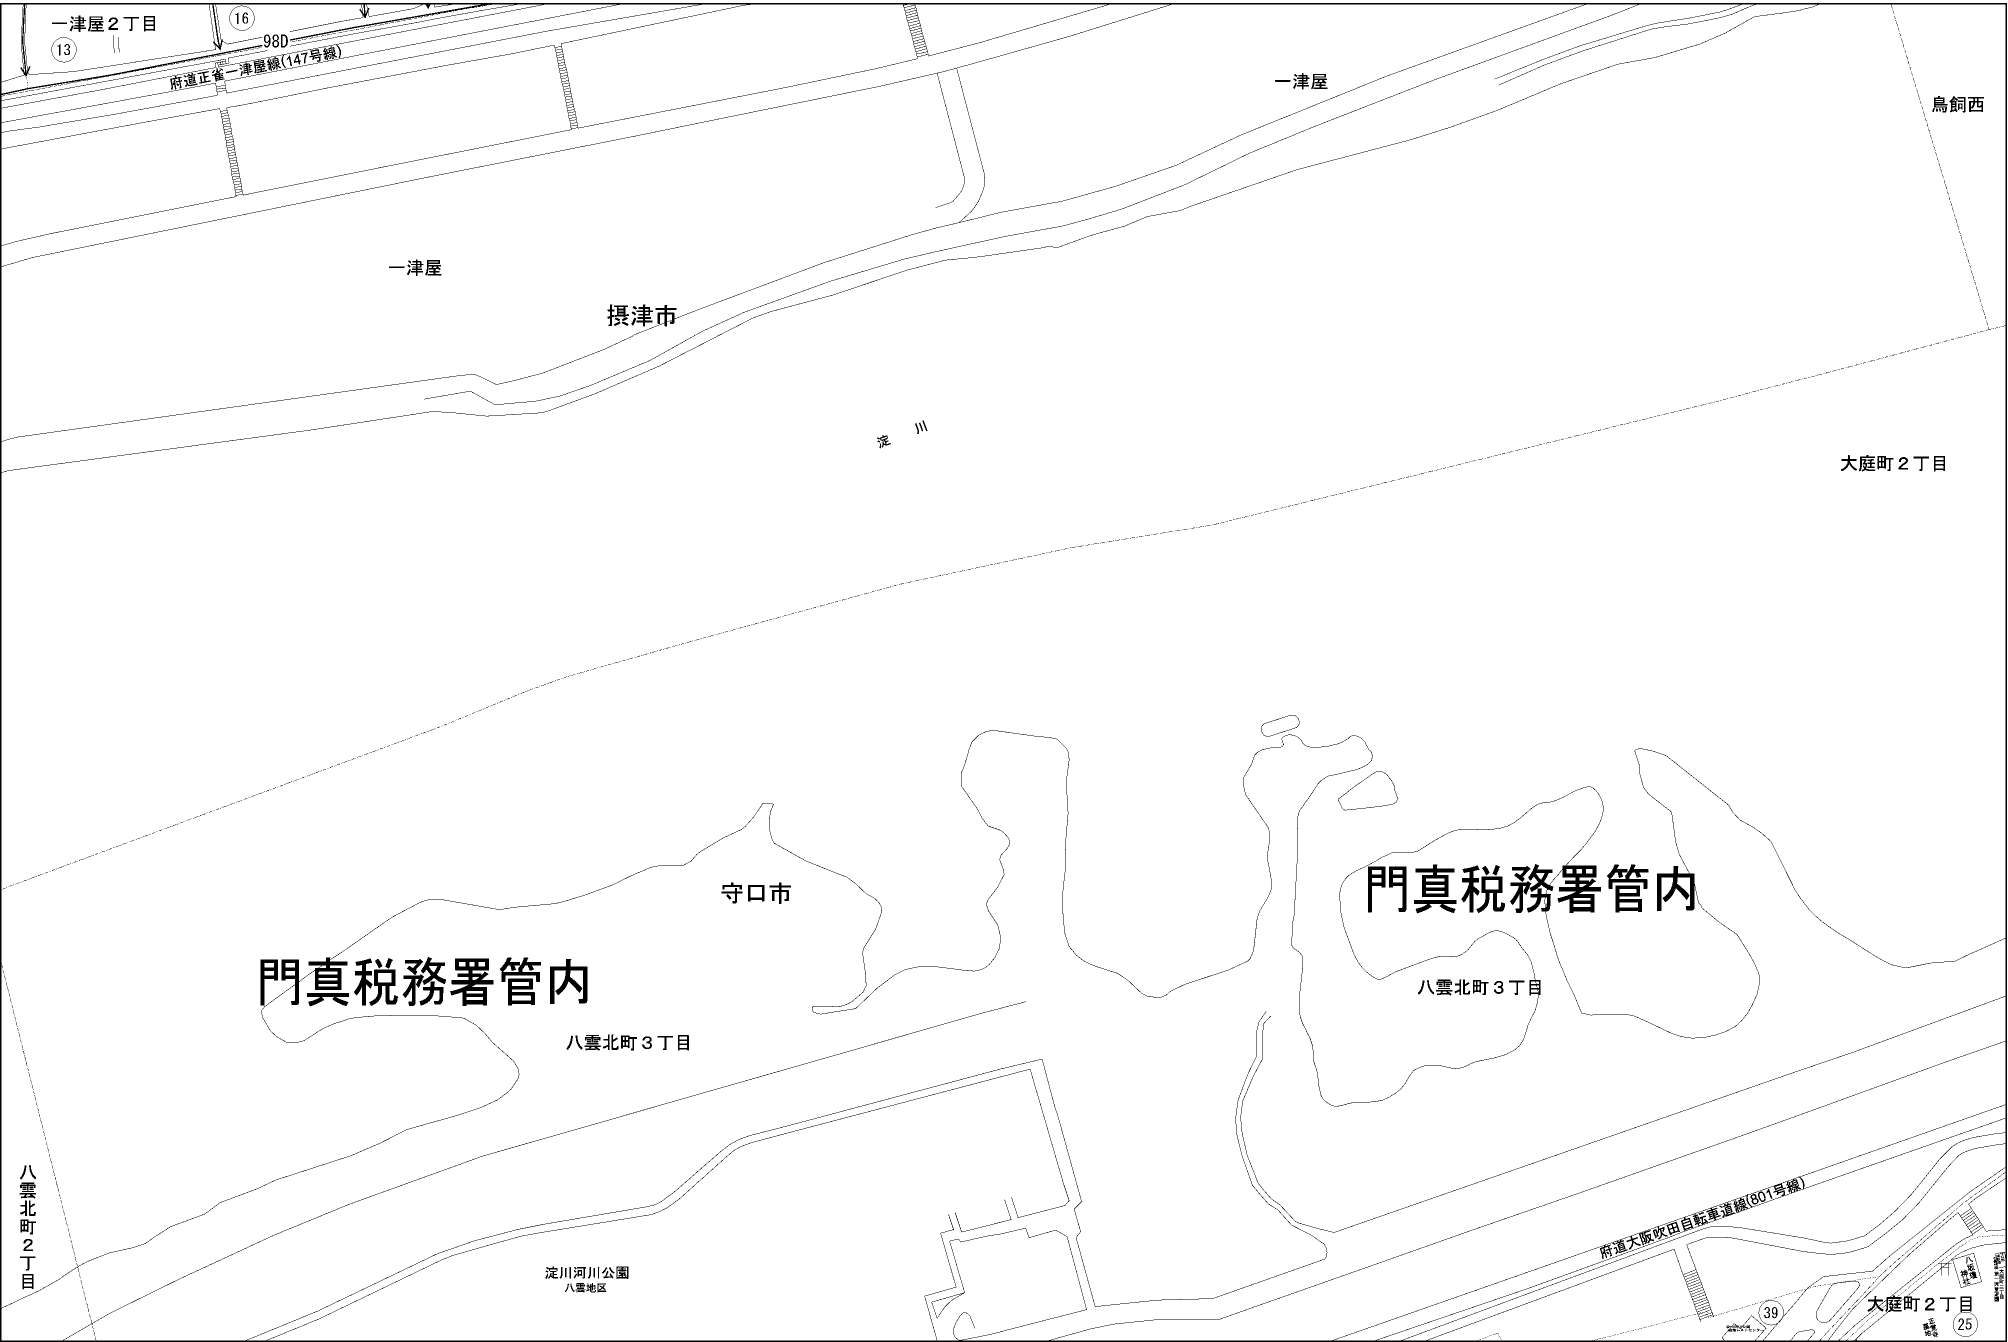 一津屋２丁目
16
13
98D
府道正雀一津屋線(147号線)
一津屋
鳥飼西
一津屋
摂津市
淀川
大庭町２丁目
守口市
門真税務署管内
門真税務署管内
八雲北町３丁目
八雲北町３丁目
八雲北町２丁目
府道大阪吹田自転車道線(801号線)
淀川河川公園
八雲地区
大庭町２丁目
39
25